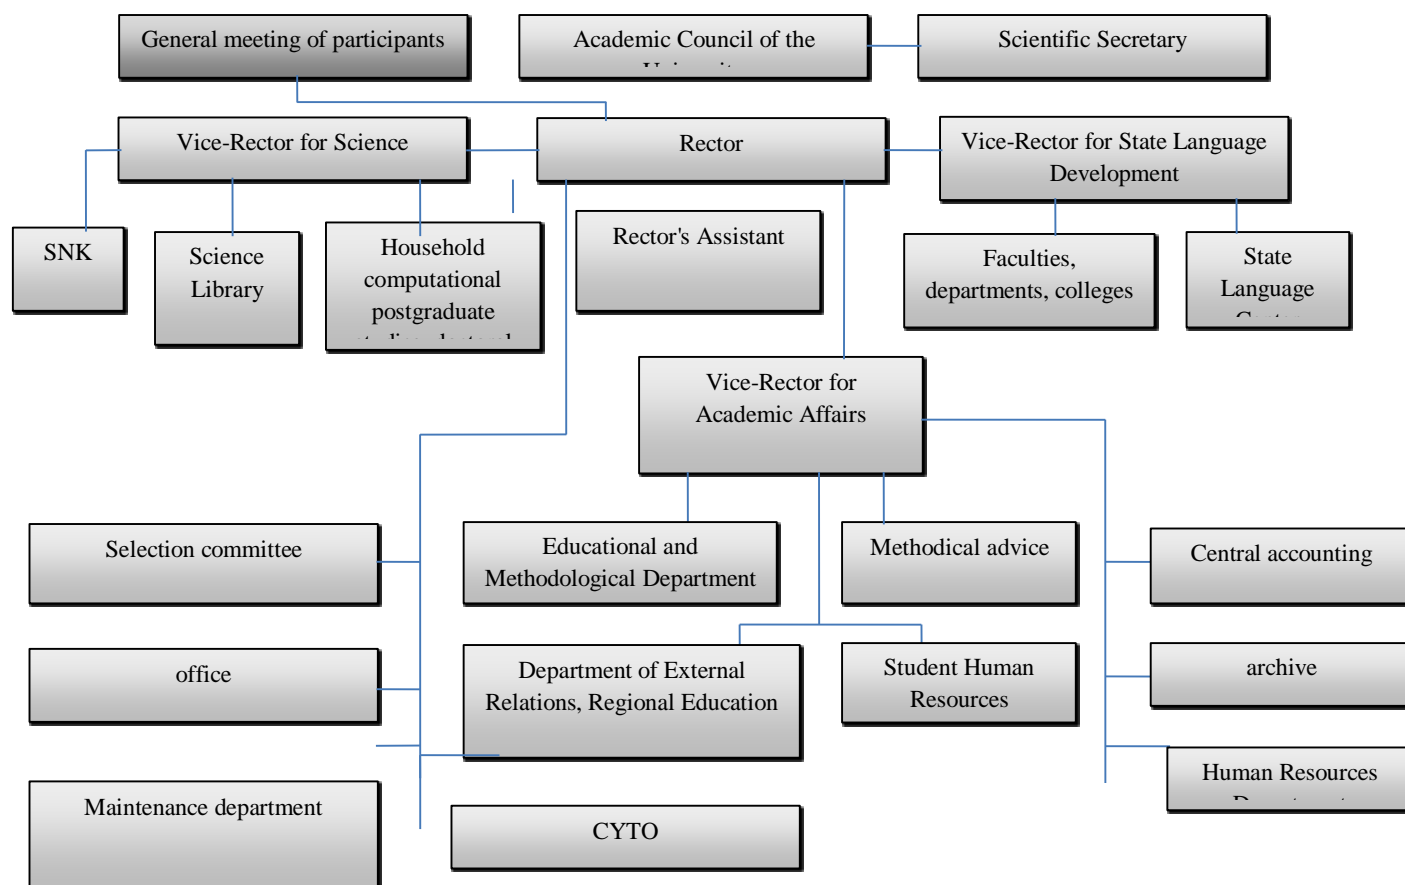 General meeting of participants
Academic Council of the
Scientific Secretary
Vice-Rector for Science
Rector
Vice-Rector for State Language
Development
SNK
Science
Library
Household
computational
postgraduate
Rector's Assistant
Faculties,
departments, colleges
State
Language
Vice-Rector for
Academic Affairs
Selection committee
Educational and
Methodological Department
Methodical advice
Central accounting
office
Department of External
Relations, Regional Education
Student Human
Resources
archive
Maintenance department
CYTO
Human Resources